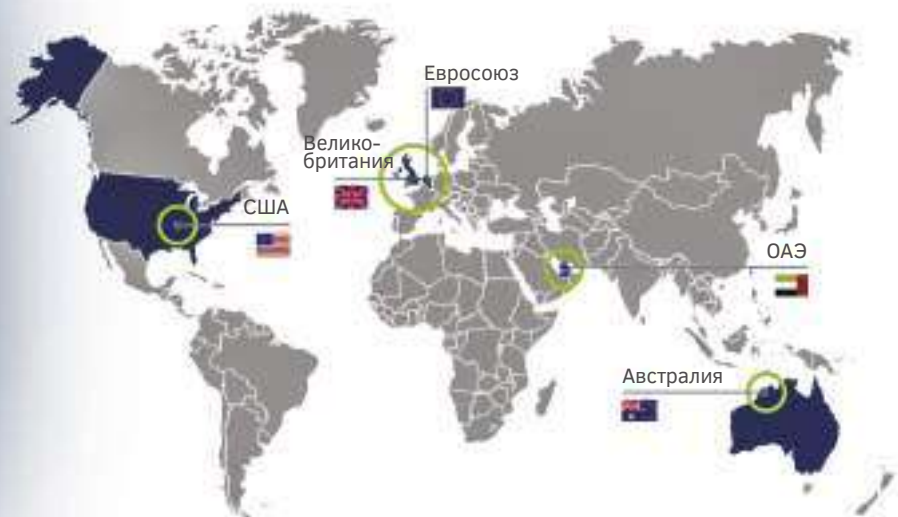 Евросоюз
Велико-
британия
США
ОАЭ
Австралия